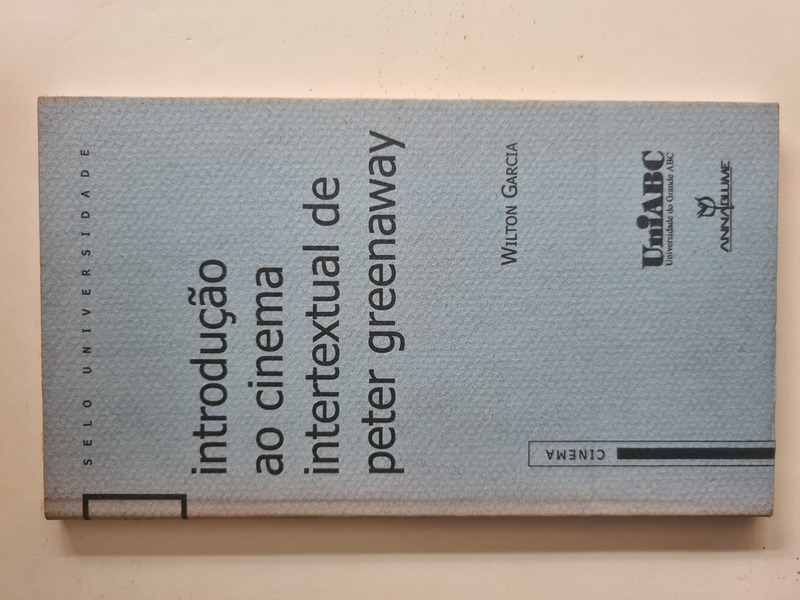 SELO UNIVERSIDADE
introdução
ao cinema
intertextual de
peter greenaway
WILTON GARCIA
CINEMA
UniABC
Universidade do Grande ABC
ANNABLUME